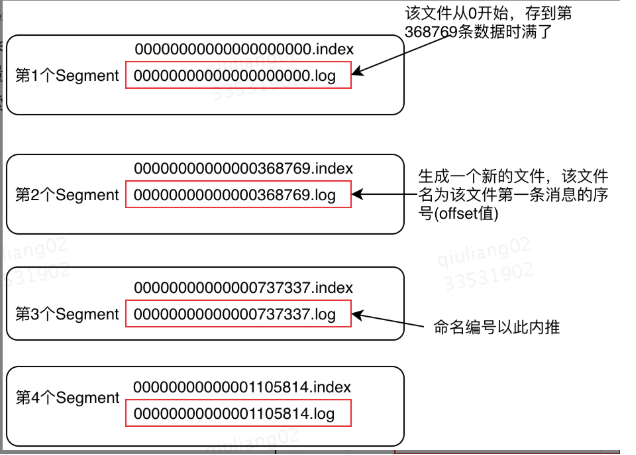 该文件从0开始，存到第
368769条数据时满了
00000000000000000000.index
第1个Segment
00000000000000000000.log
33531902
00000000000000368769.index
第2个Segment
00000000000000368769.log
生成一个新的文件，该文件
名为该文件第一条消息的序
号(offset值)
qiuliang02
33531902
liang02
31902
00000000000000737337.index
第3个Segment
00000000000000737337.log
命名编号以此内推
00000000000001105814.index
第4个Segment
00000000000001105814.log
qiuliang02